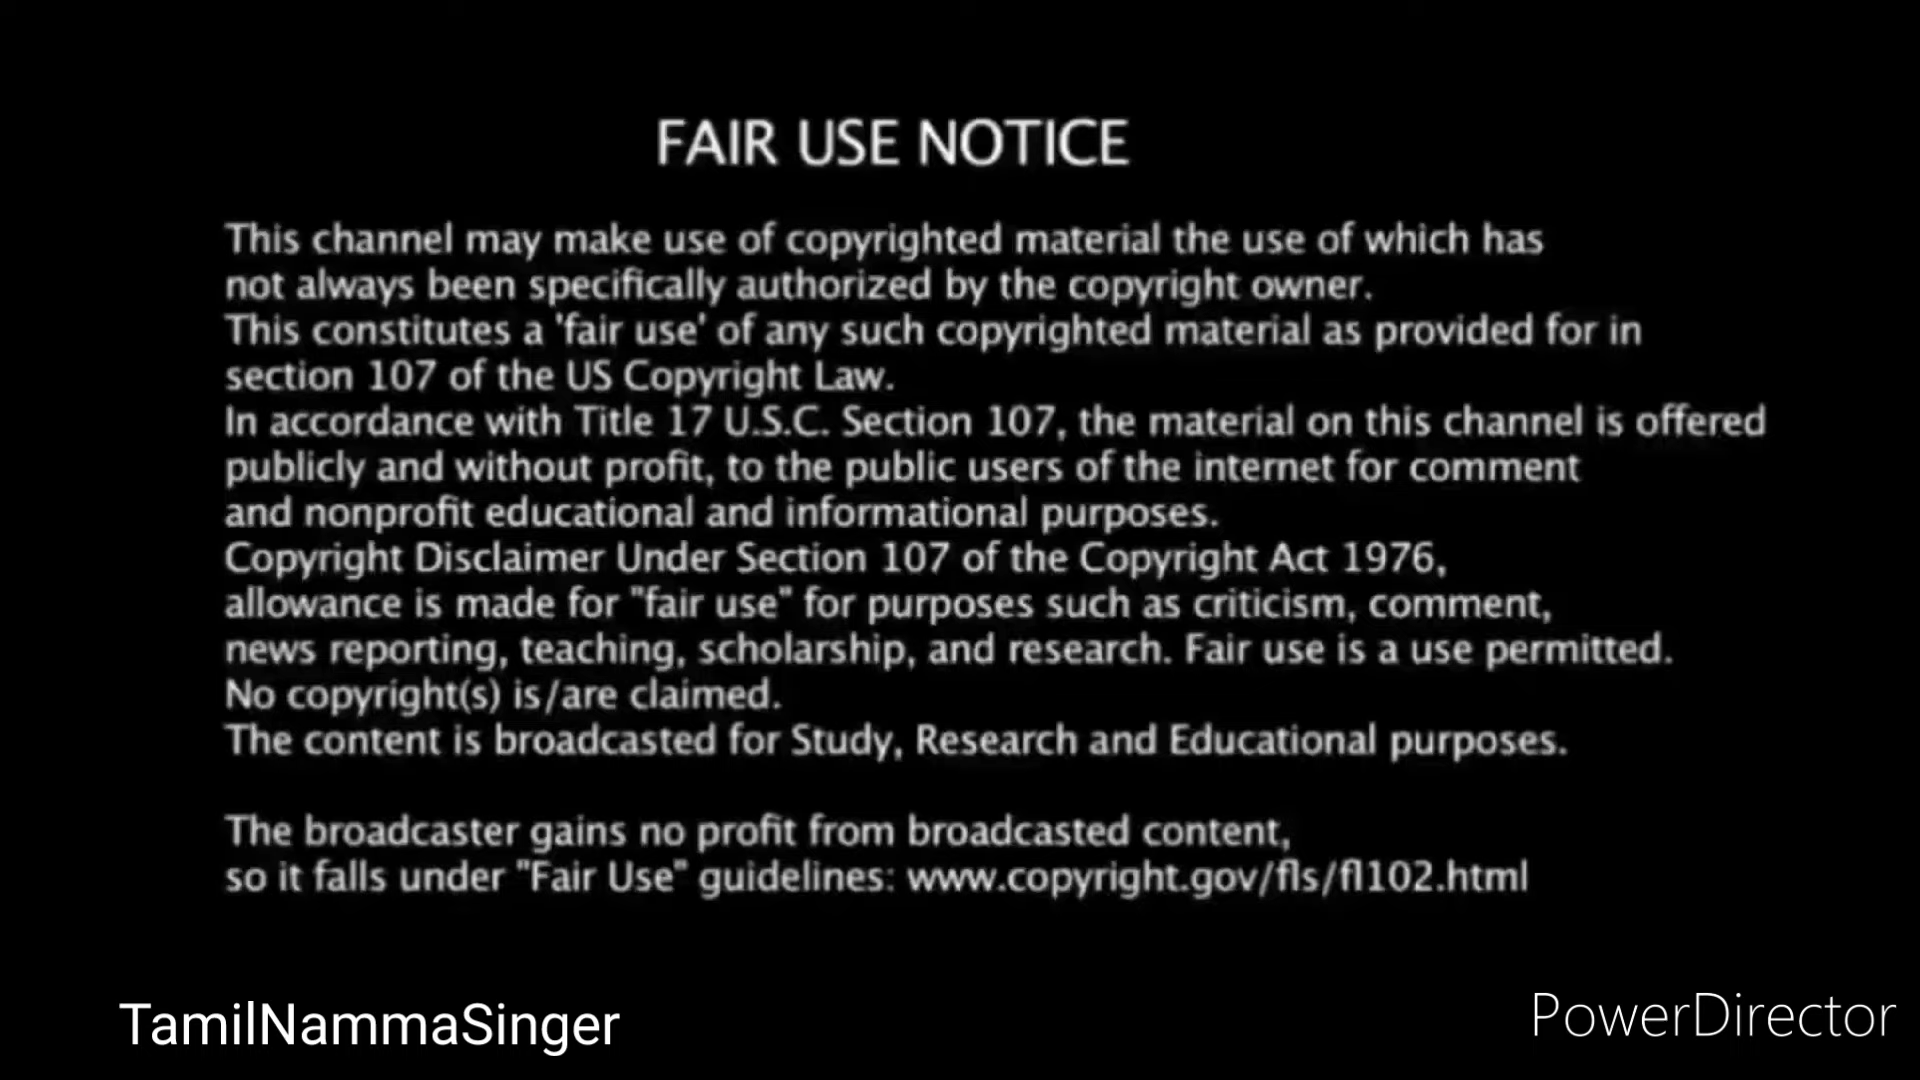 FAIR USE NOTICE
This channel may make use of copyrighted material the use of which has
not always been specifically authorized by the copyright owner.
This constitutes a 'fair use' of any such copyrighted material as provided for in
section 107 of the US Copyright Law.
In accordance with Title 17 U.S.C. Section 107, the material on this channel is offered
publicly and without profit, to the public users of the internet for comment
and nonprofit educational and informational purposes.
Copyright Disclaimer Under Section 107 of the Copyright Act 1976,
allowance is made for "fair use" for purposes such as criticism, comment,
news reporting, teaching, scholarship, and research. Fair use is a use permitted.
No copyright(s) is/are claimed.
The content is broadcasted for Study, Research and Educational purposes.
The broadcaster gains no profit from broadcasted content,
so it falls under "Fair Use" guidelines: www.copyright.gov/fls/fl102.html
TamilNammaSinger
PowerDirector